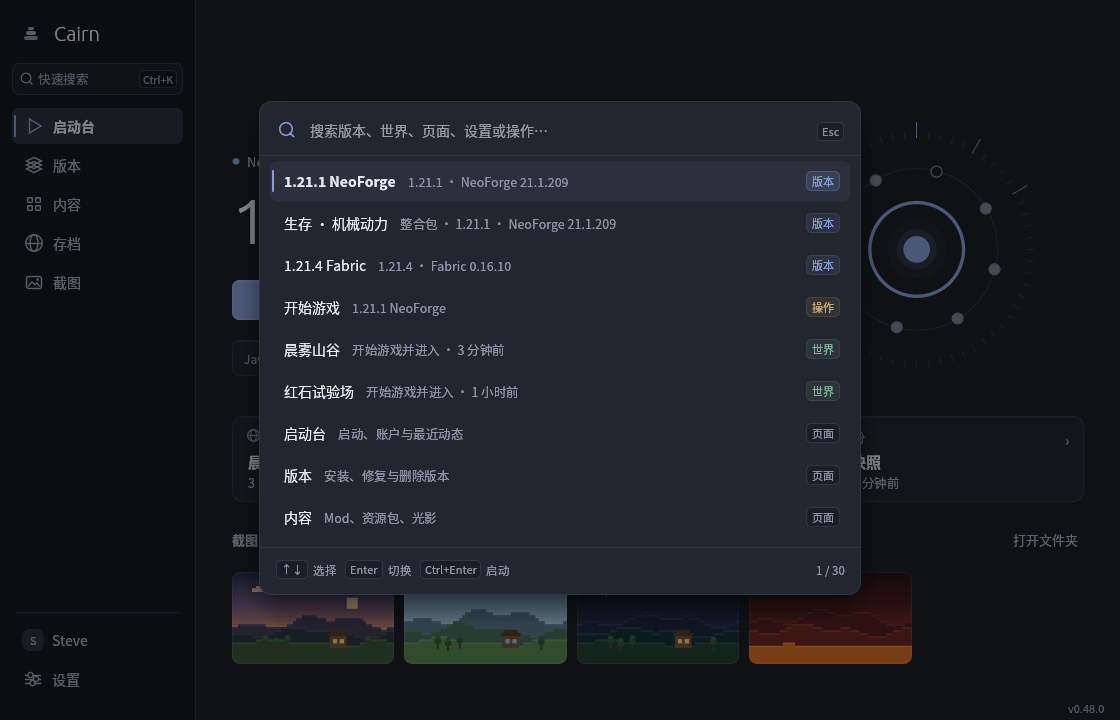 Cairn
快速搜索 Ctrl+K
启动台
版本
内容
存档
截图
Steve
设置
搜索版本、世界、页面、设置或操作… Esc
1.21.1 NeoForge 1.21.1 · NeoForge 21.1.209 版本
生存 · 机械动力 整合包 · 1.21.1 · NeoForge 21.1.209 版本
1.21.4 Fabric 1.21.4 · Fabric 0.16.10 版本
开始游戏 1.21.1 NeoForge 操作
晨雾山谷 开始游戏并进入 · 3 分钟前 世界
红石试验场 开始游戏并进入 · 1 小时前 世界
启动台 启动、账户与最近动态 页面
版本 安装、修复与删除版本 页面
内容 Mod、资源包、光影 页面
↑↓ 选择 Enter 切换 Ctrl+Enter 启动 1 / 30
分钟前
截图
打开文件夹
S
v0.48.0